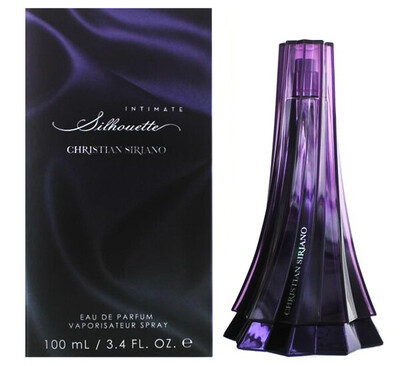 INTIMATE
Silhouette
CHRISTIAN SIRIANO
EAU DE PARFUM
VAPORISATEUR SPRAY
100 mL / 3.4 FL. OZ. ℮
CHRISTIAN SIRIANO